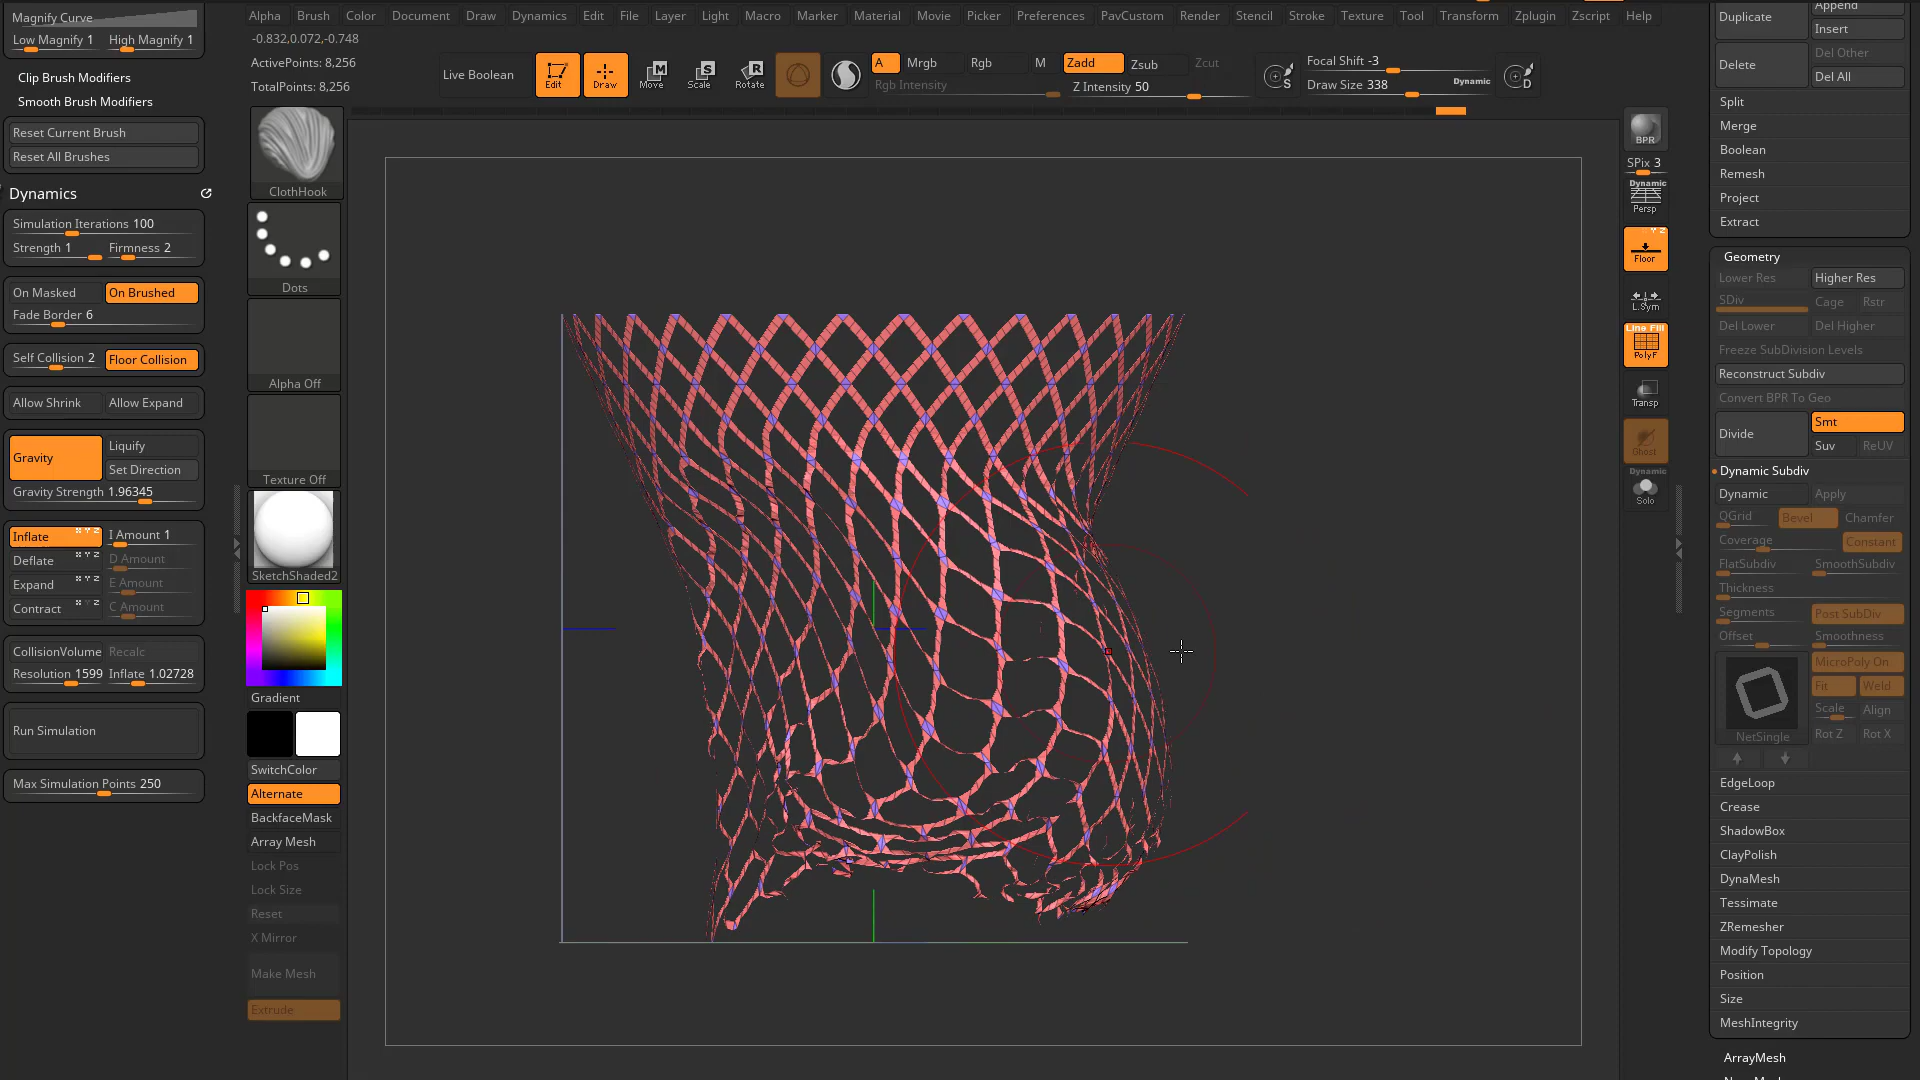 Magnify Curve
Low Magnify 1 High Magnify 1
Clip Brush Modifiers
Smooth Brush Modifiers
Reset Current Brush
Reset All Brushes
Dynamics
Simulation Iterations 100
Strength 1 Firmness 2
On Masked On Brushed
Fade Border 6
Self Collision 2 Floor Collision
Allow Shrink Allow Expand
Gravity Liquify
Set Direction
Gravity Strength 1.96345
Inflate X Y Z I Amount 1
Deflate X Y Z D Amount
Expand X Y Z E Amount
Contract X Y Z C Amount
CollisionVolume Recalc
Resolution 1599 Inflate 1.02728
Run Simulation
Max Simulation Points 250
Alpha Brush Color Document Draw Dynamics Edit File Layer Light Macro Marker Material Movie Picker Preferences PavCustom Render Stencil Stroke Texture Tool Transform Zplugin Zscript Help
-0.832,0.072,-0.748
ActivePoints: 8,256
TotalPoints: 8,256
Live Boolean
Edit Draw Move Scale Rotate
A Mrgb Rgb M Zadd Zsub Zcut
Rgb Intensity Z Intensity 50
Focal Shift -3
Draw Size 338 Dynamic
S D
ClothHook
Dots
Alpha Off
Texture Off
SketchShaded2
Gradient
SwitchColor
Alternate
BackfaceMask
Array Mesh
Lock Pos
Lock Size
Reset
X Mirror
Make Mesh
Extrude
BPR
SPix 3
Dynamic
Persp
Floor
L.Sym
Line Fill
PolyF
Transp
Ghost
Dynamic
Solo
Duplicate Append
Insert
Delete Del Other
Del All
Split
Merge
Boolean
Remesh
Project
Extract
Geometry
Lower Res Higher Res
SDiv Cage Rstr
Del Lower Del Higher
Freeze SubDivision Levels
Reconstruct Subdiv
Convert BPR To Geo
Divide Smt
Suv ReUV
Dynamic Subdiv
Dynamic Apply
QGrid Bevel Chamfer
Coverage Constant
FlatSubdiv SmoothSubdiv
Thickness
Segments Post SubDiv
Offset Smoothness
MicroPoly On
Fit Weld
Scale Align
NetSingle Rot Z Rot X
EdgeLoop
Crease
ShadowBox
ClayPolish
DynaMesh
Tessimate
ZRemesher
Modify Topology
Position
Size
MeshIntegrity
ArrayMesh